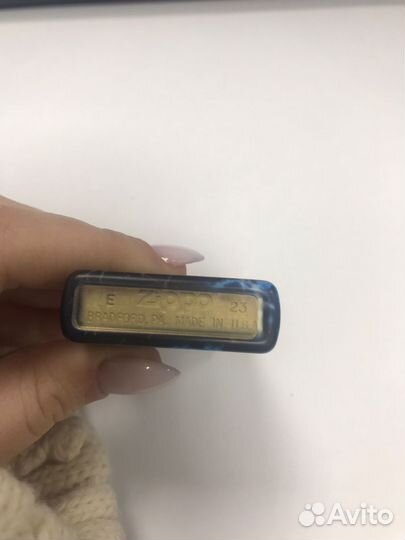 E Zippo 23
BRADFORD, PA. MADE IN U.S.A
Avito